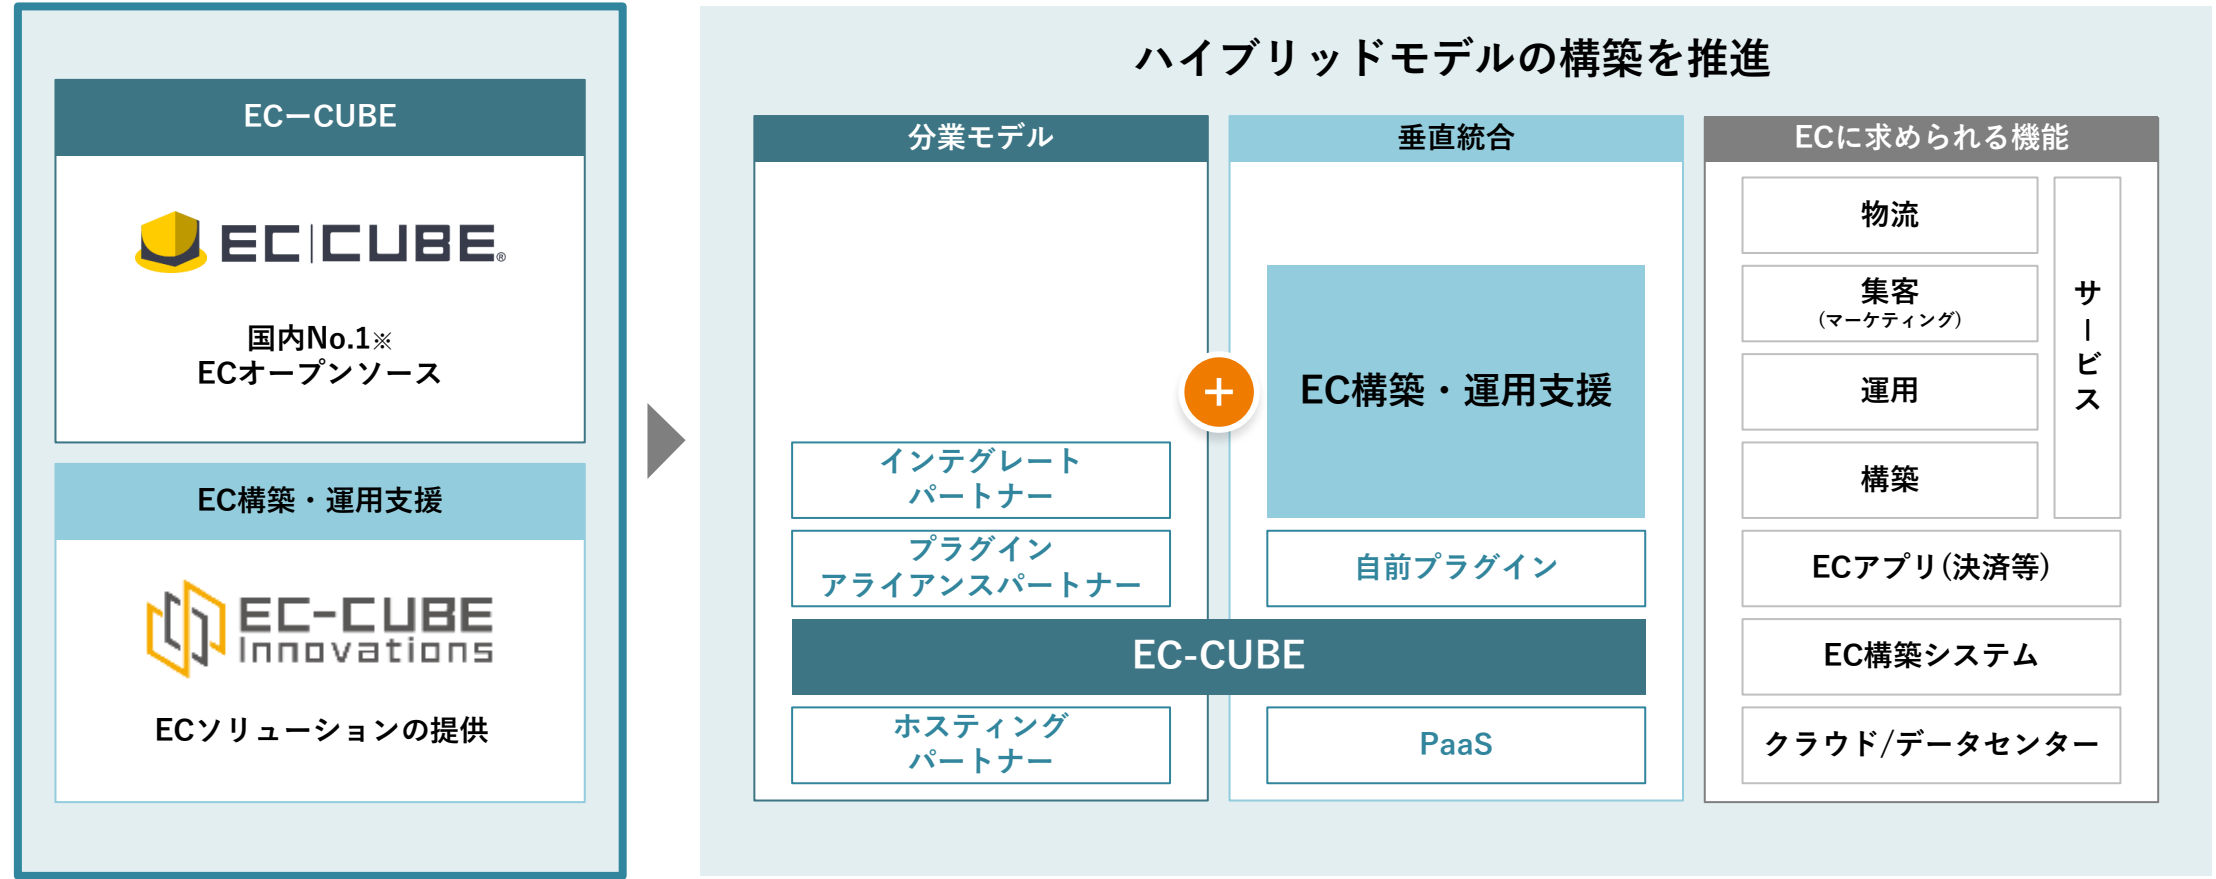 ECーCUBE
EC|CUBE®
国内No.1※
ECオープンソース
EC構築・運用支援
EC-CUBE
Innovations
ECソリューションの提供
ハイブリッドモデルの構築を推進
分業モデル
インテグレート
パートナー
プラグイン
アライアンスパートナー
ホスティング
パートナー
+
垂直統合
EC構築・運用支援
自前プラグイン
EC-CUBE
PaaS
ECに求められる機能
物流
集客
(マーケティング)
運用
構築
サービス
ECアプリ(決済等)
EC構築システム
クラウド/データセンター